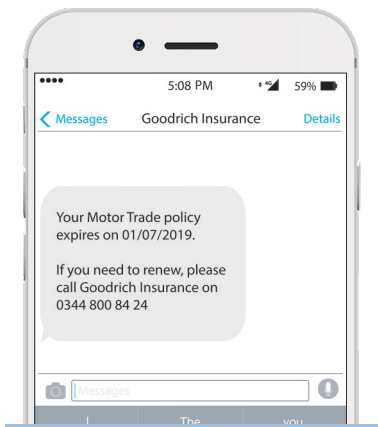 5:08 PM
4G
59%
Messages
Goodrich Insurance
Details
Your Motor Trade policy
expires on 01/07/2019.
If you need to renew, please
call Goodrich Insurance on
0344 800 84 24
Messages
I
The
you